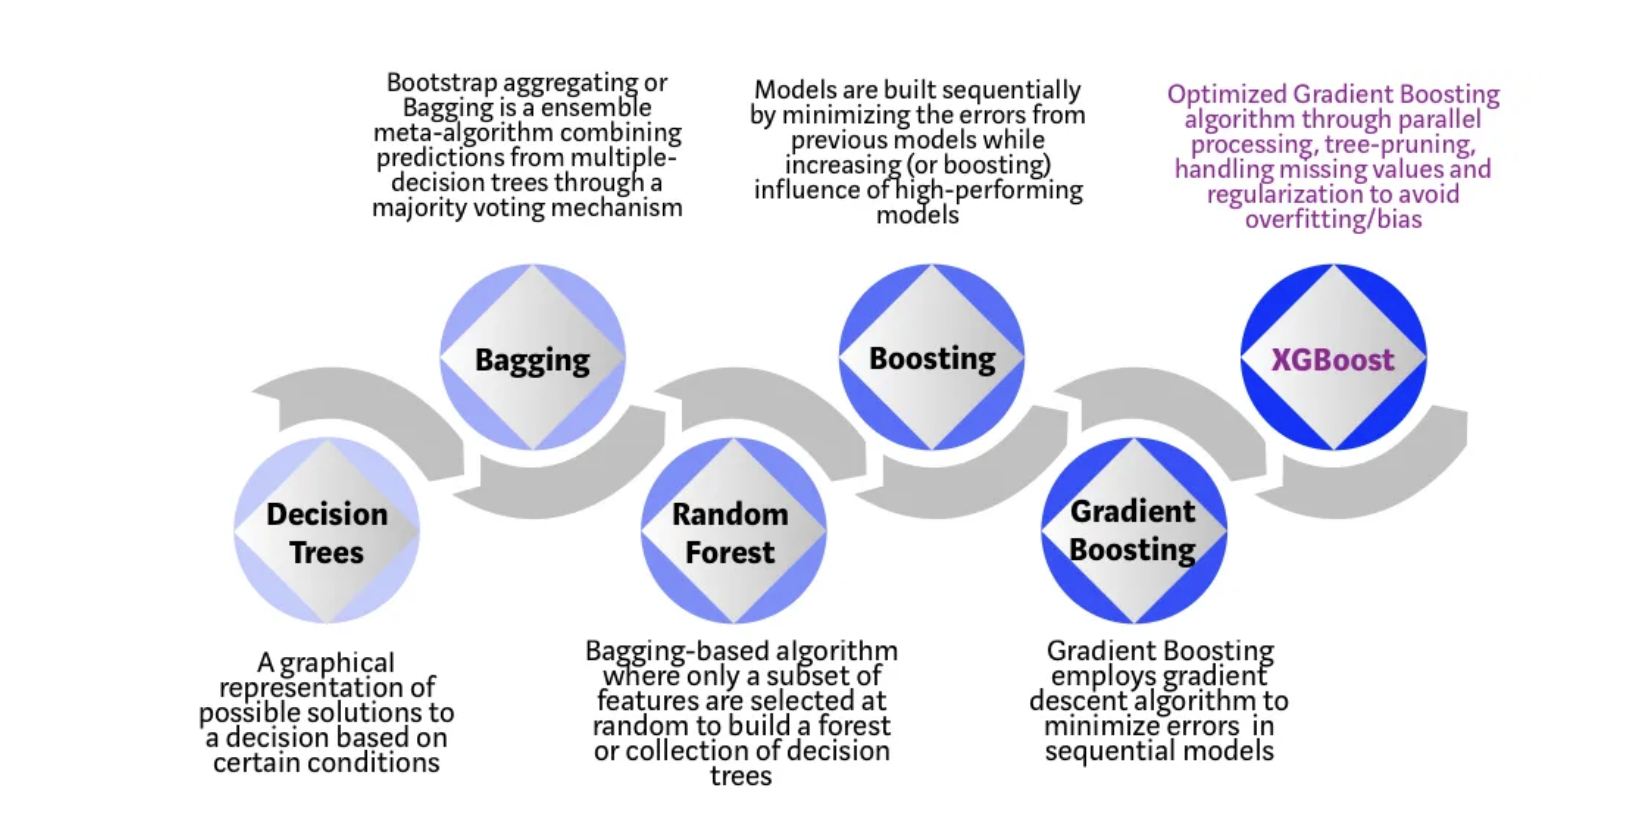 Bootstrap aggregating or
Bagging is a ensemble
meta-algorithm combining
predictions from multiple-
decision trees through a
majority voting mechanism
Models are built sequentially
by minimizing the errors from
previous models while
increasing (or boosting)
influence of high-performing
models
Optimized Gradient Boosting
algorithm through parallel
processing, tree-pruning,
handling missing values and
regularization to avoid
overfitting/bias
Bagging
Boosting
XGBoost
Decision
Trees
Random
Forest
Gradient
Boosting
A graphical
representation of
possible solutions to
a decision based on
certain conditions
Bagging-based algorithm
where only a subset of
features are selected at
random to build a forest
or collection of decision
trees
Gradient Boosting
employs gradient
descent algorithm to
minimize errors  in
sequential models